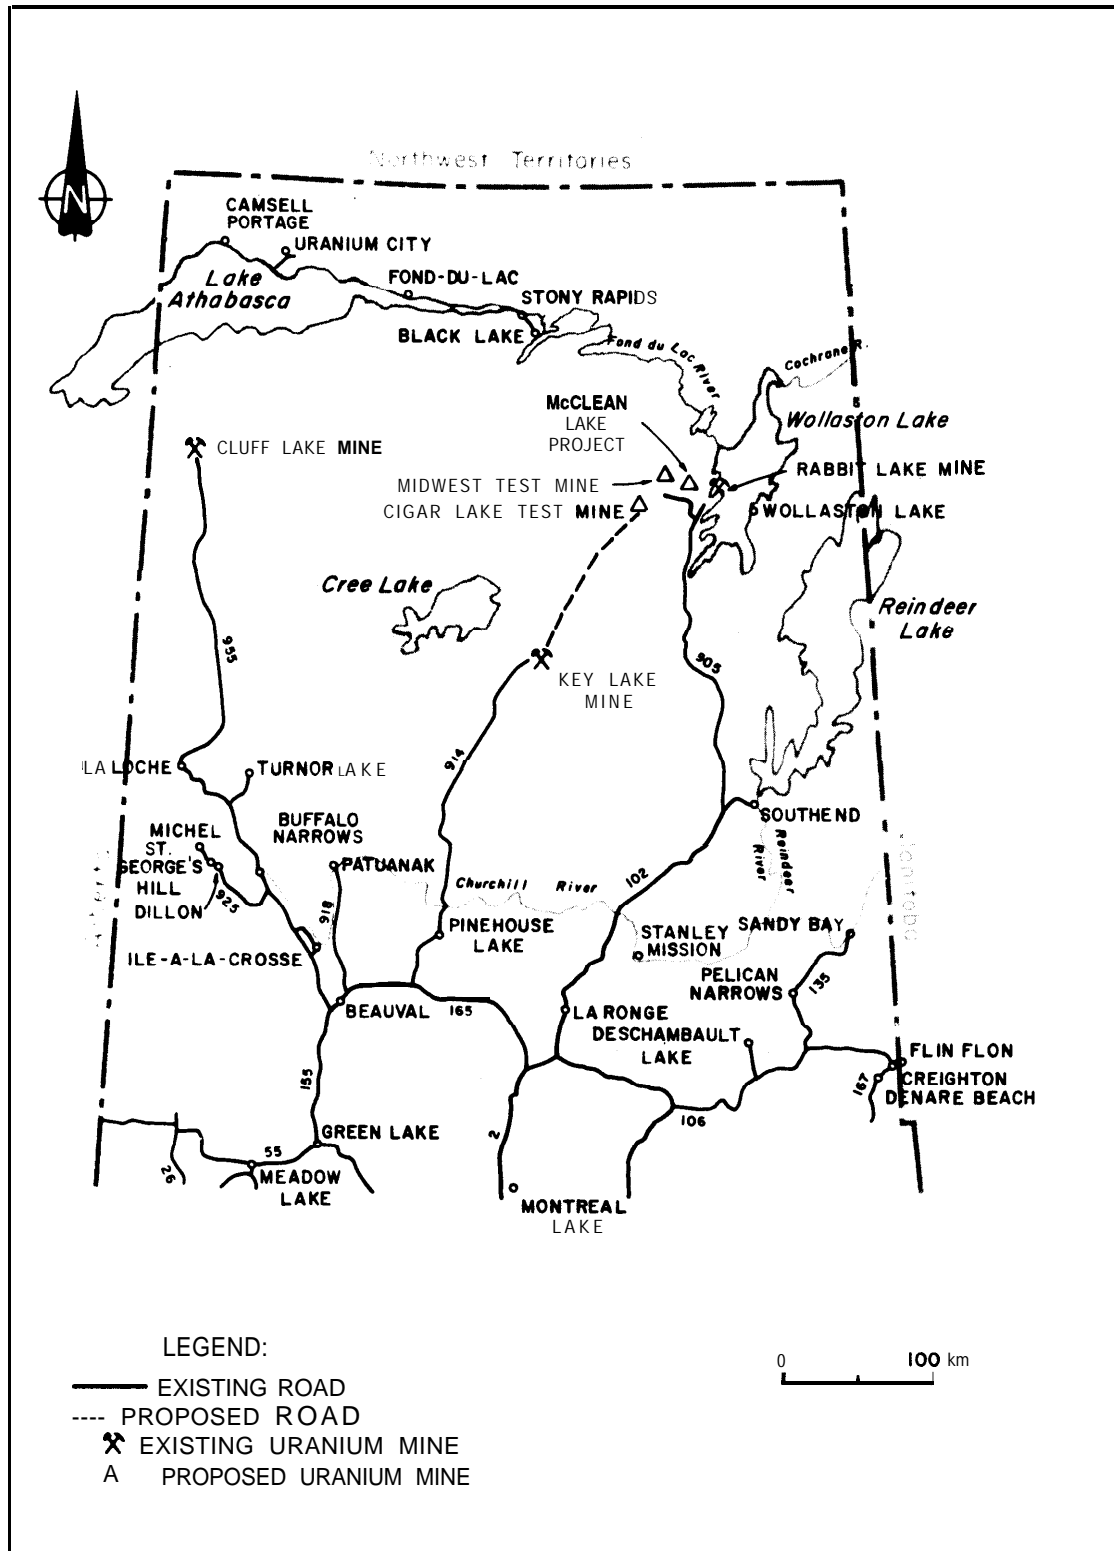 Northwest Territories
N
CAMSELL
PORTAGE
URANIUM CITY
Lake
Athabasca
FOND-DU-LAC
STONY RAPIDS
BLACK LAKE
Fond du Lac River
Cochrane R.
McCLEAN
LAKE
PROJECT
Wollaston Lake
CLUFF LAKE MINE
RABBIT LAKE MINE
MIDWEST TEST MINE
CIGAR LAKE TEST MINE
WOLLASTON LAKE
Cree Lake
Reindeer
Lake
955
905
KEY LAKE
MINE
914
LA LOCHE
TURNOR LAKE
BUFFALO
NARROWS
SOUTHEND
MICHEL
ST.
GEORGE'S
HILL
DILLON
925
PATUANAK
918
Churchill River
102
Reindeer
River
Manitoba
PINEHOUSE
LAKE
STANLEY
MISSION
SANDY BAY
ILE-A-LA-CROSSE
PELICAN
NARROWS
135
BEAUVAL
165
LA RONGE
DESCHAMBAULT
LAKE
FLIN FLON
CREIGHTON
DENARE BEACH
167
155
106
2
GREEN LAKE
55
26
MEADOW
LAKE
MONTREAL
LAKE
LEGEND:
EXISTING ROAD
PROPOSED ROAD
EXISTING URANIUM MINE
A PROPOSED URANIUM MINE
0 100 km